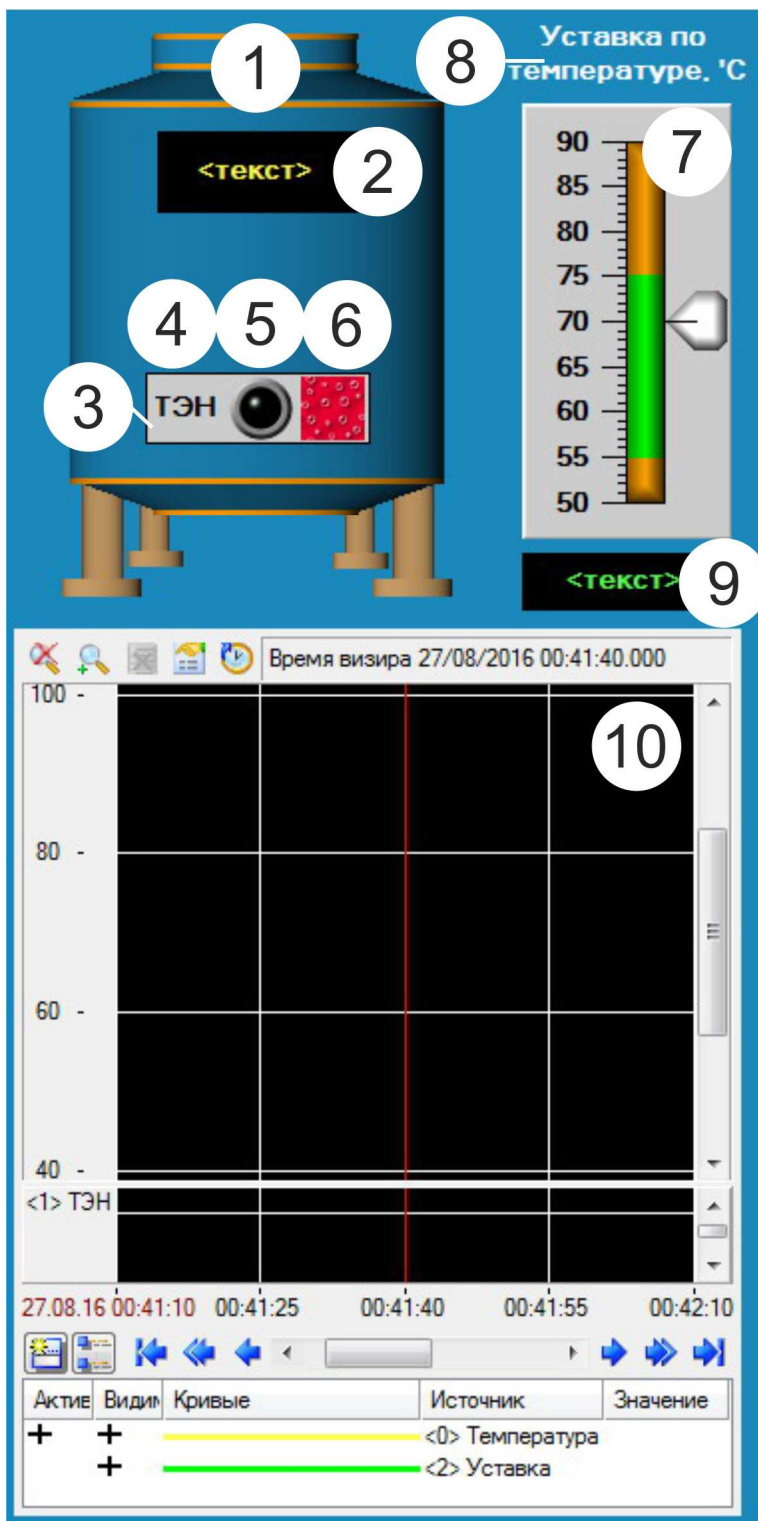 1
8
Уставка по
температуре, 'C
2
<текст>
7
90
85
80
75
70
65
60
55
50
4
5
6
3
ТЭН
<текст>
9
Время визира 27/08/2016 00:41:40.000
100 -
10
80 -
60 -
40 -
<1> ТЭН
27.08.16 00:41:10 00:41:25 00:41:40 00:41:55 00:42:10
Актив Видим Кривые Источник Значение
+ + <0> Температура
+ <2> Уставка